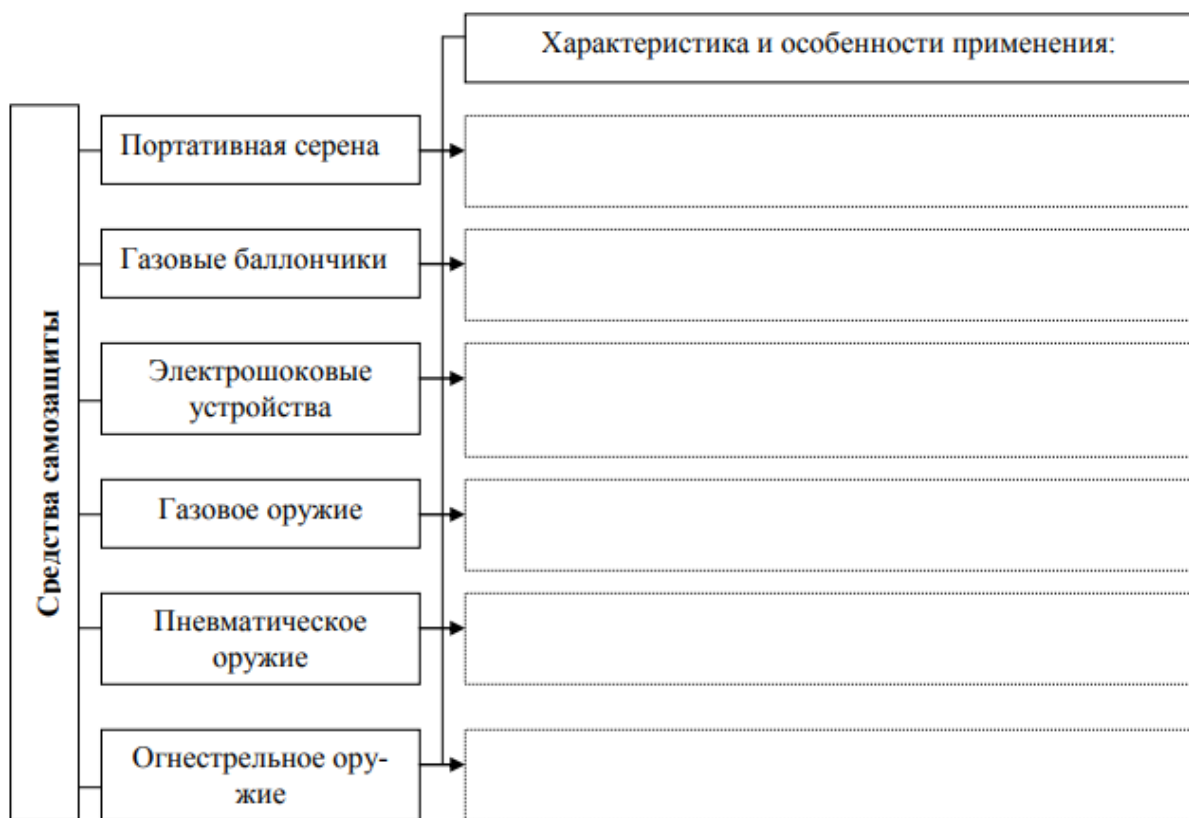 Характеристика и особенности применения:
Средства самозащиты
Портативная серена
Газовые баллончики
Электрошоковые
устройства
Газовое оружие
Пневматическое
оружие
Огнестрельное ору-
жие